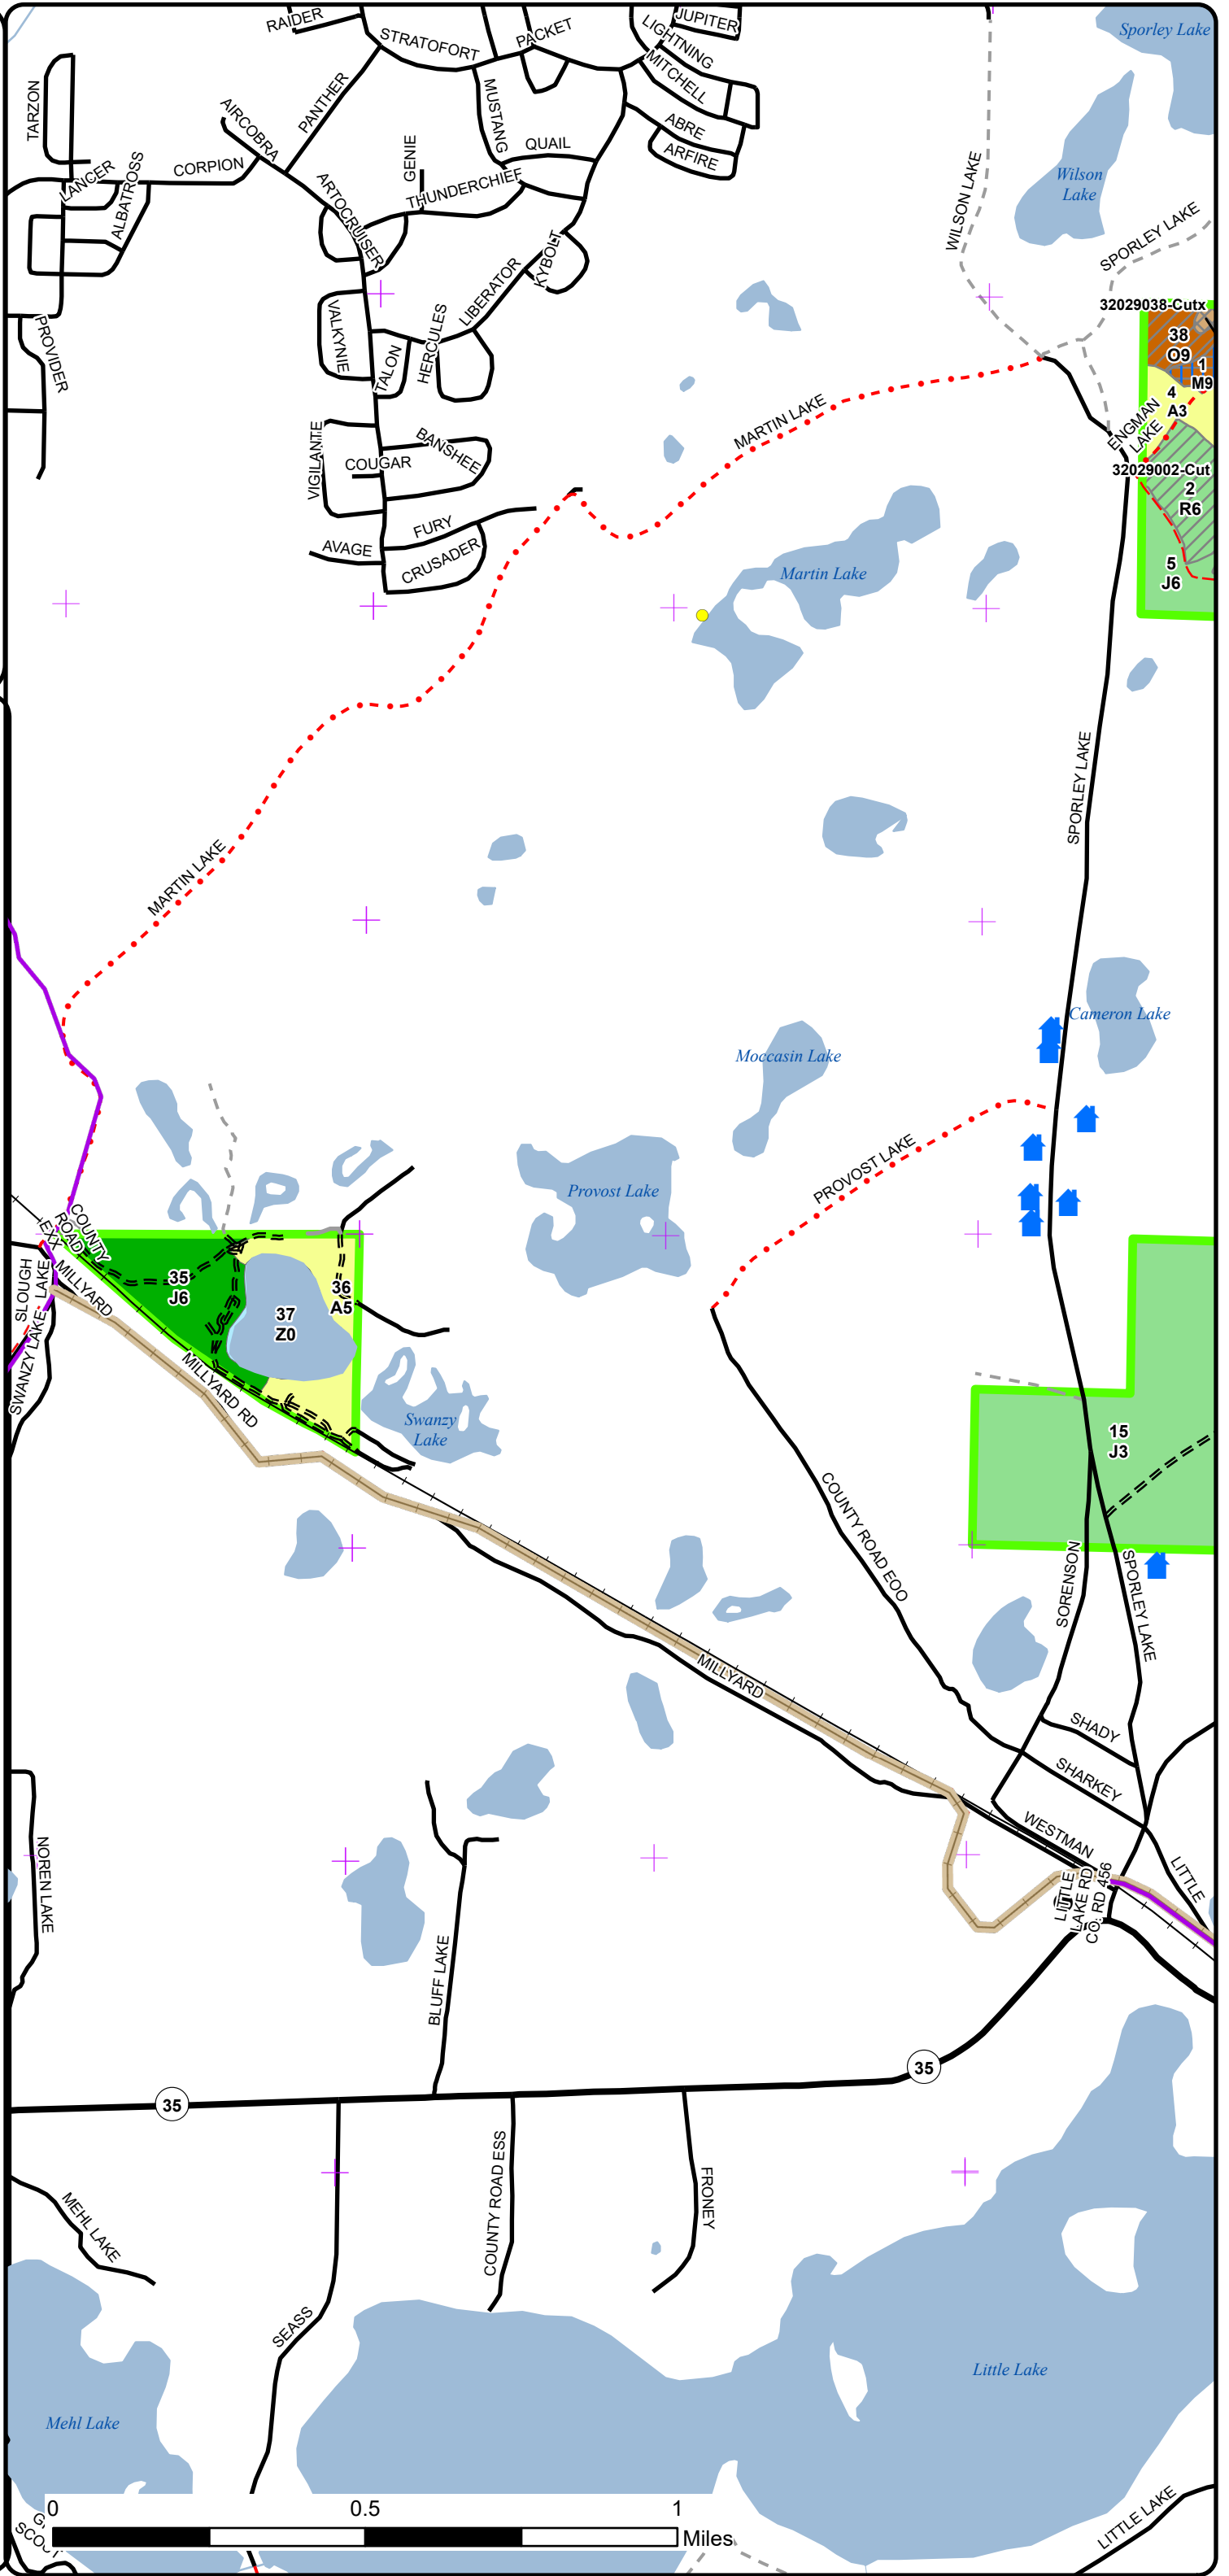 RAIDER
STRATOFORT
PACKET
LIGHTNING
JUPITER
MITCHELL
Sporley Lake
TARZON
AIRCOBRA
PANTHER
MUSTANG
ABRE
ARFIRE
LANCER
ALBATROSS
CORPION
GENIE
QUAIL
THUNDERCHIEF
ARTOCRUISER
WILSON LAKE
Wilson
Lake
SPORLEY LAKE
KYBOLT
LIBERATOR
HERCULES
VALKYNIE
TALON
PROVIDER
32029038-Cutx
38
O9
1
M9
4
A3
ENGMAN
LAKE
MARTIN LAKE
VIGILANTE
COUGAR
BANSHEE
32029002-Cut
2
R6
FURY
AVAGE
CRUSADER
5
J6
Martin Lake
SPORLEY LAKE
MARTIN LAKE
Cameron Lake
Moccasin Lake
PROVOST LAKE
Provost Lake
COUNTY
ROAD
EXX
SLOUGH
LAKE
MILLYARD
35
J6
36
A5
37
Z0
SWANZY LAKE
MILLYARD RD
Swanzy
Lake
15
J3
COUNTY ROAD EOO
SORENSON
SPORLEY LAKE
MILLYARD
SHADY
SHARKEY
WESTMAN
LITTLE
NOREN LAKE
LITTLE
LAKE RD
CO. RD 456
BLUFF LAKE
35
35
MEHL LAKE
COUNTY ROAD ESS
FRONEY
SEASS
Little Lake
Mehl Lake
SCOUT
LITTLE LAKE
0 0.5 1
Miles